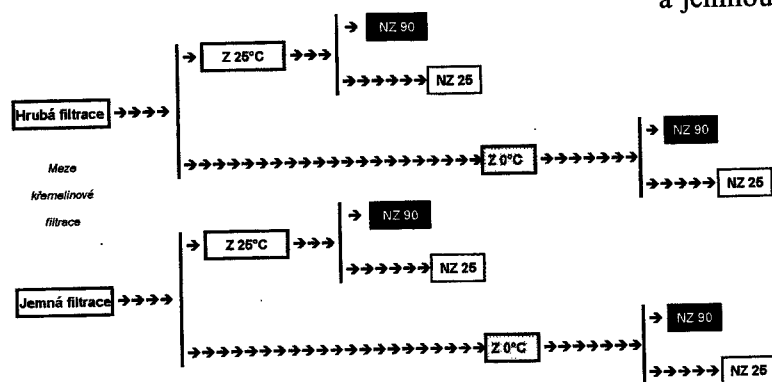 a jemnou
NZ 90
Z 25°C
NZ 25
Hrubá filtrace
NZ 90
Z 0°C
NZ 25
Meze
křemelinové
filtrace
NZ 90
Z 25°C
NZ 25
Jemná filtrace
NZ 90
Z 0°C
NZ 25